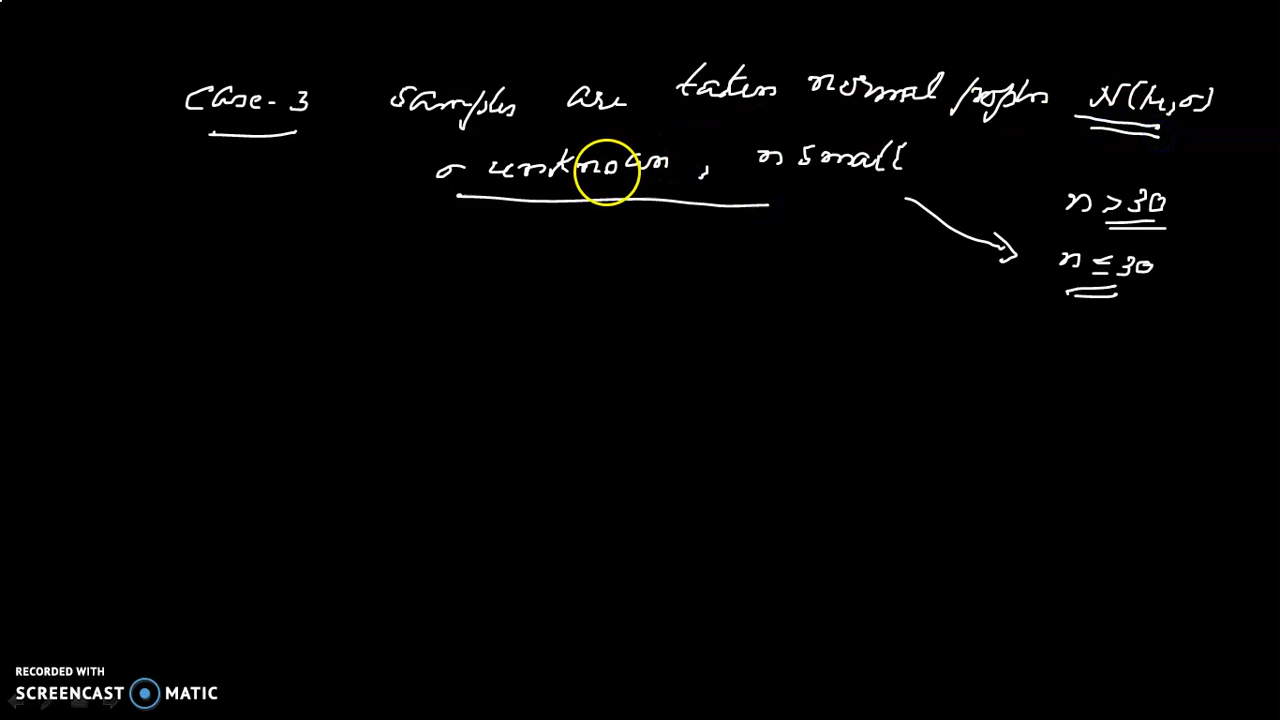 Case-3 samples are taken normal popln N(μ,σ)
σ unknown, n small
n > 30
n ≤ 30
RECORDED WITH
SCREENCAST MATIC